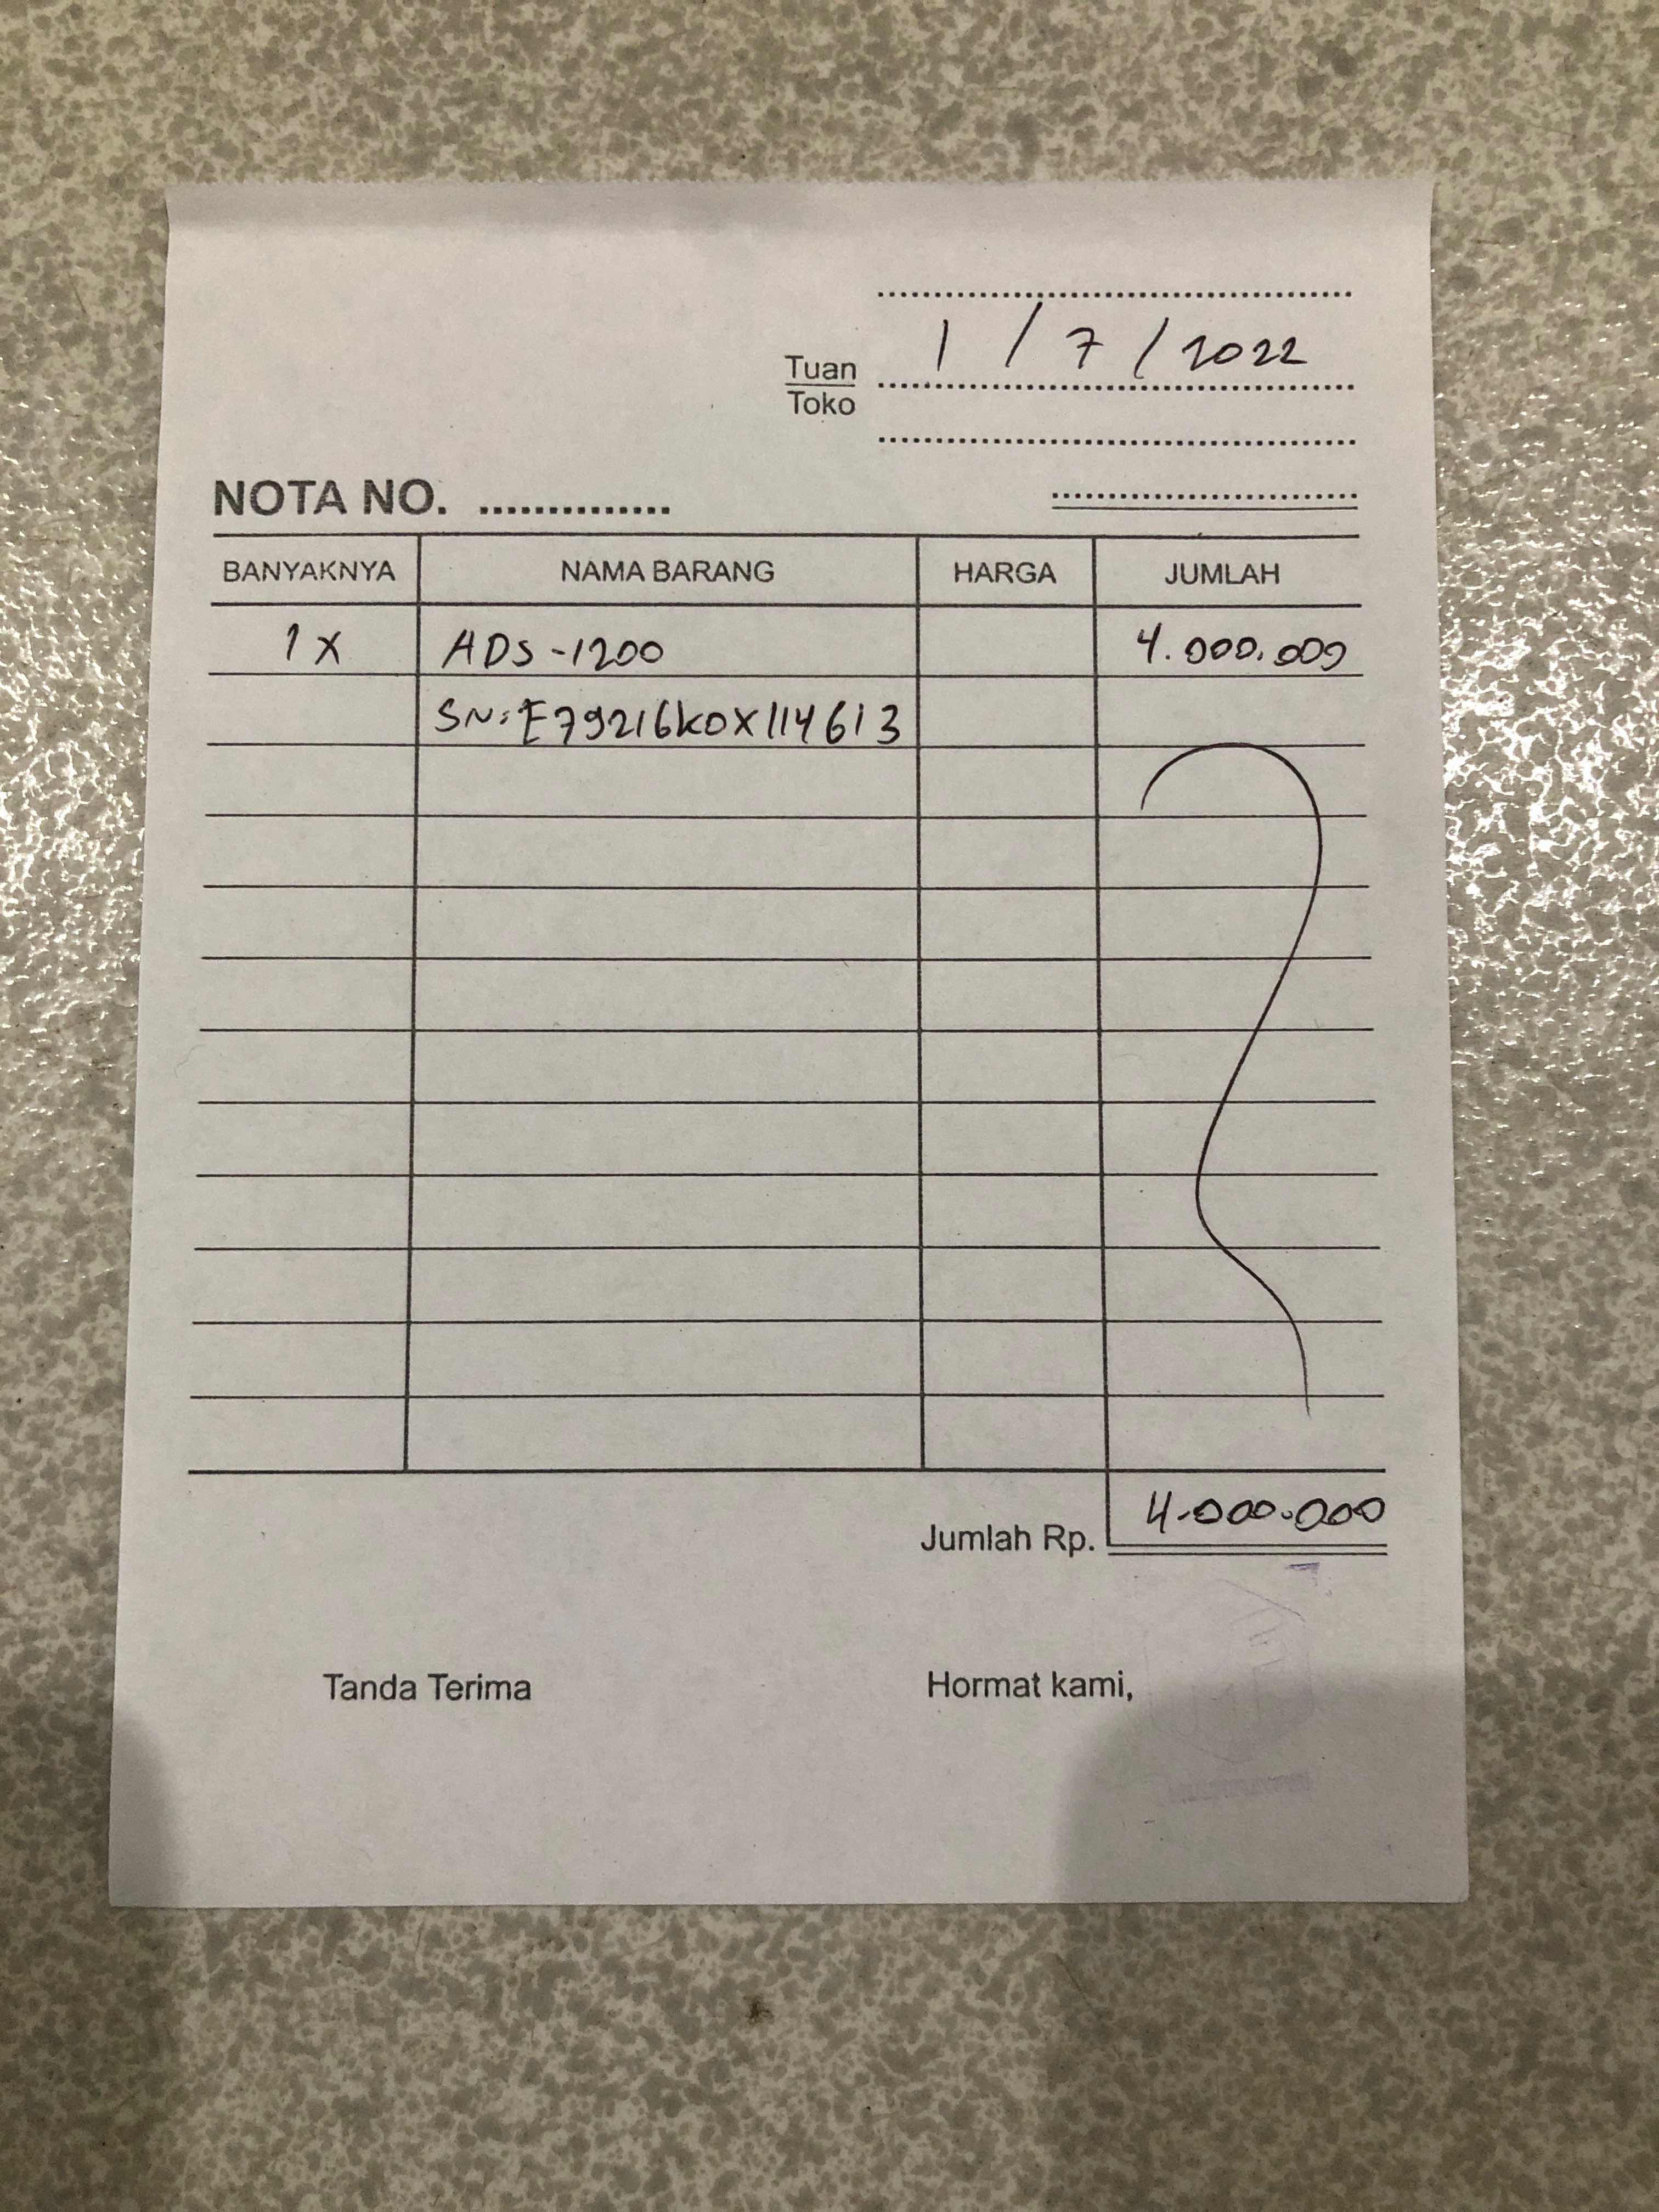 1 / 7 / 2022
Tuan
Toko
NOTA NO. ..............
BANYAKNYA NAMA BARANG HARGA JUMLAH
1 X ADS-1200 4.000.000
SN: E79216K0X114613
Jumlah Rp. 4.000.000
Tanda Terima Hormat kami,